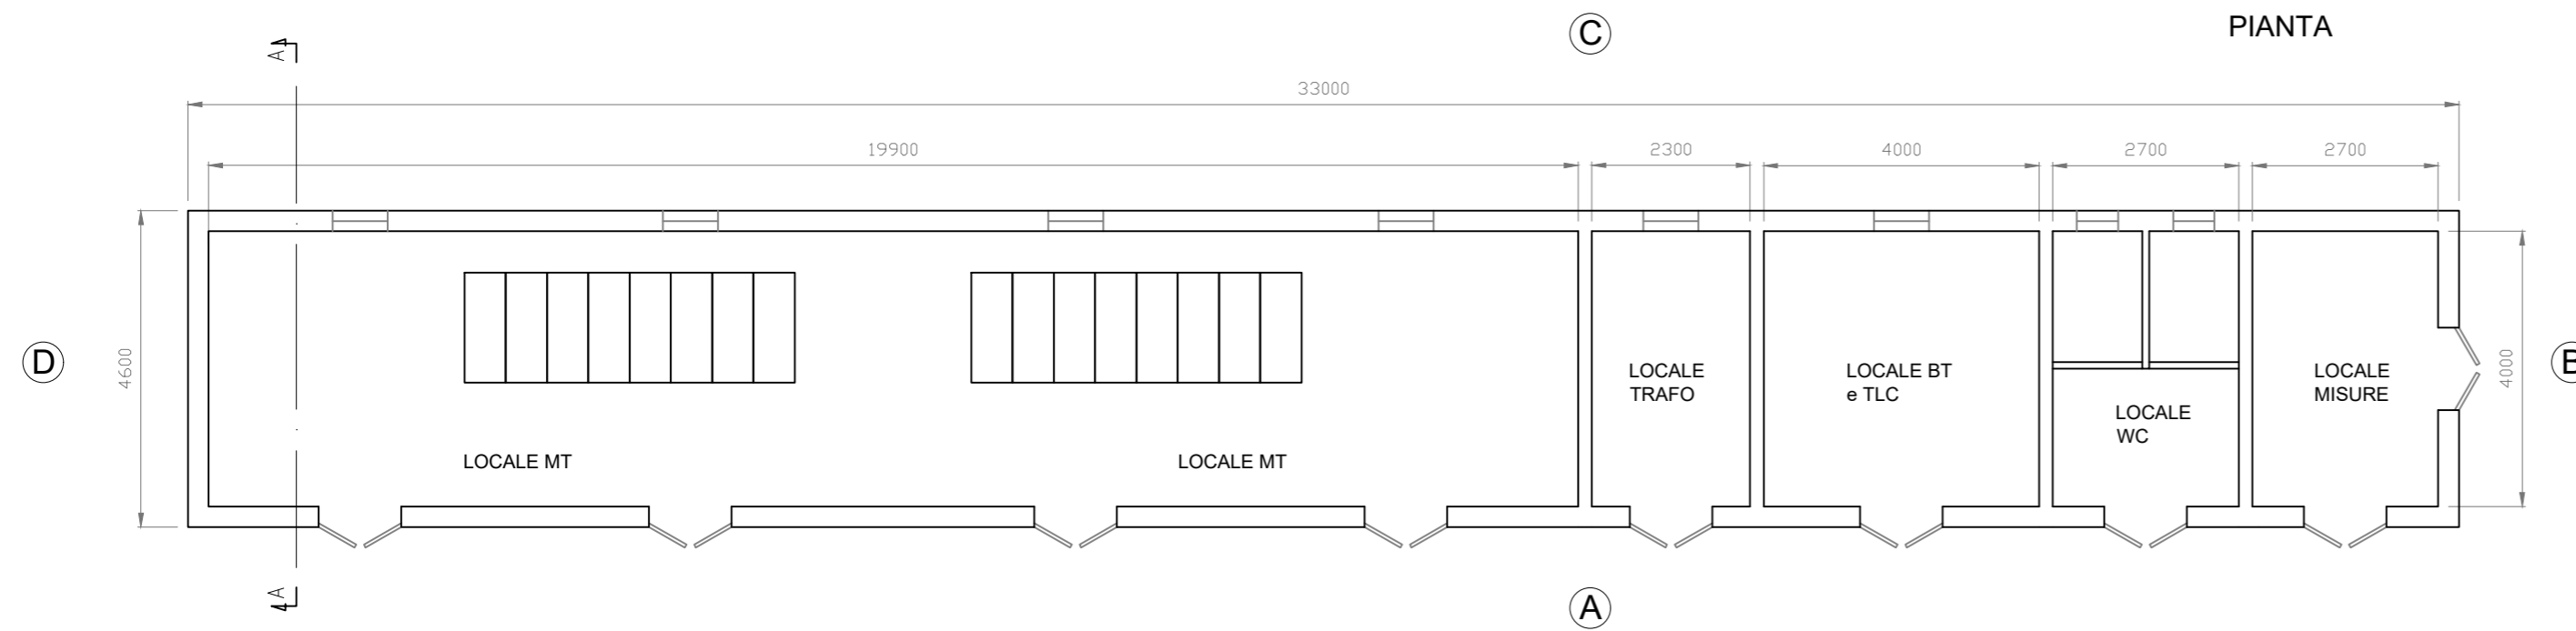 PIANTA
C
A
33000
19900
2300
4000
2700
2700
D
4600
4000
B
LOCALE
TRAFO
LOCALE BT
e TLC
LOCALE
MISURE
LOCALE
WC
LOCALE MT
LOCALE MT
A
A